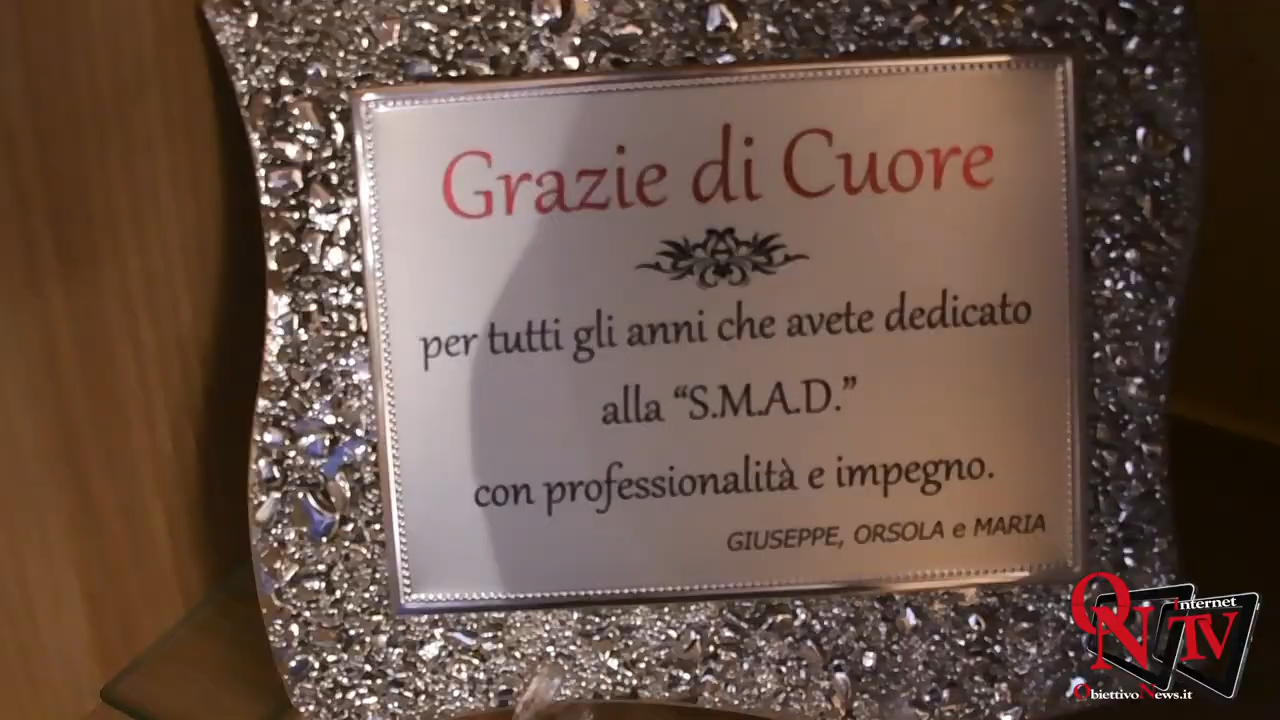 Grazie di Cuore
per tutti gli anni che avete dedicato
alla “S.M.A.D.”
con professionalità e impegno.
GIUSEPPE, ORSOLA e MARIA
ON internet TV
ObiettivoNews.it